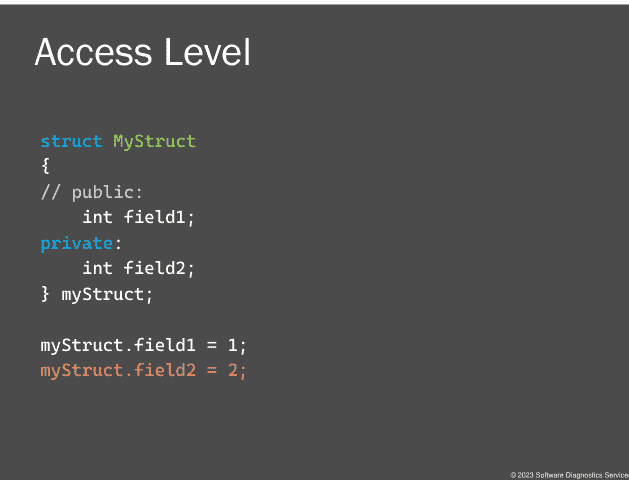 Access Level
struct MyStruct
{
// public:
    int field1;
private:
    int field2;
} myStruct;
myStruct.field1 = 1;
myStruct.field2 = 2;
© 2023 Software Diagnostics Services